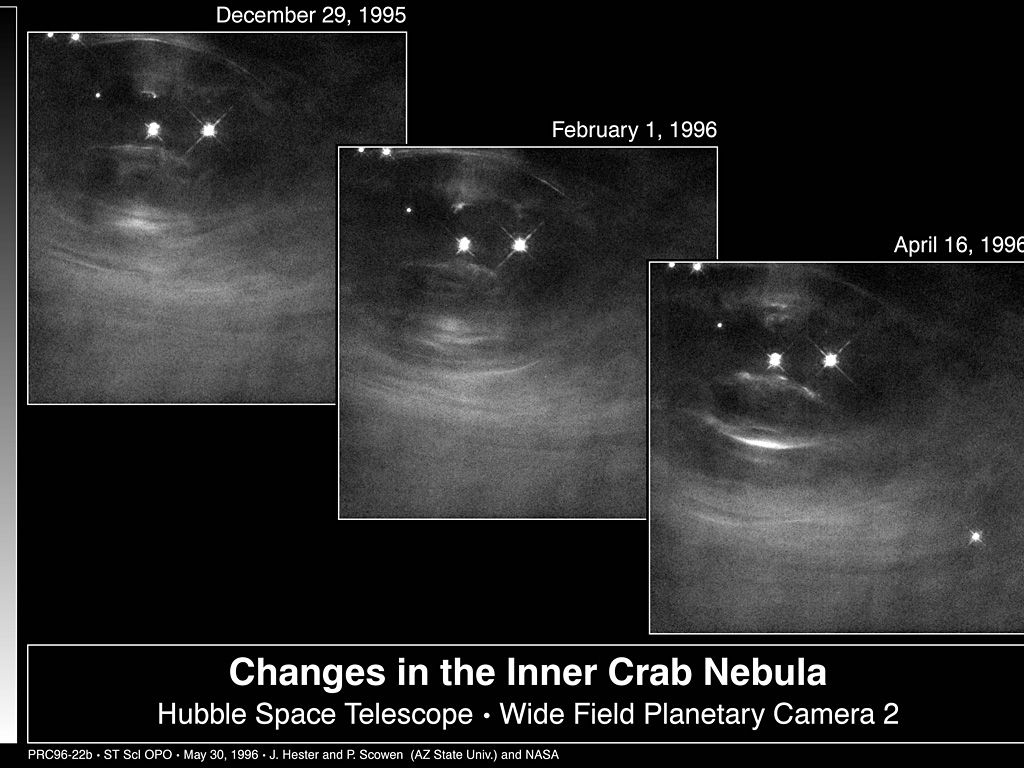 December 29, 1995
February 1, 1996
April 16, 1996
Changes in the Inner Crab Nebula
Hubble Space Telescope • Wide Field Planetary Camera 2
PRC96-22b • ST ScI OPO • May 30, 1996 • J. Hester and P. Scowen (AZ State Univ.) and NASA